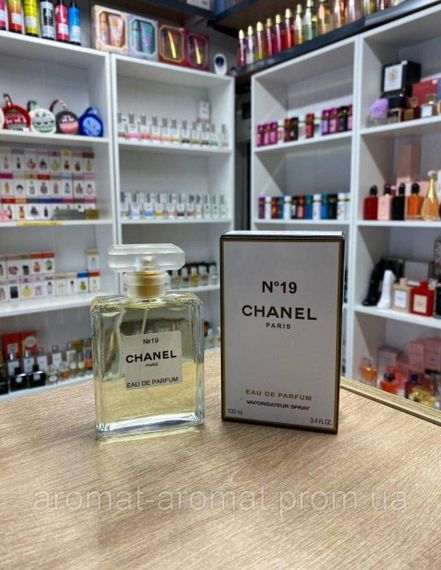 №19
CHANEL
PARIS
EAU DE PARFUM
N°19
CHANEL
PARIS
EAU DE PARFUM
VAPORISATEUR SPRAY
100 ml
3.4 FL.OZ.
aromat-aromat.prom.ua